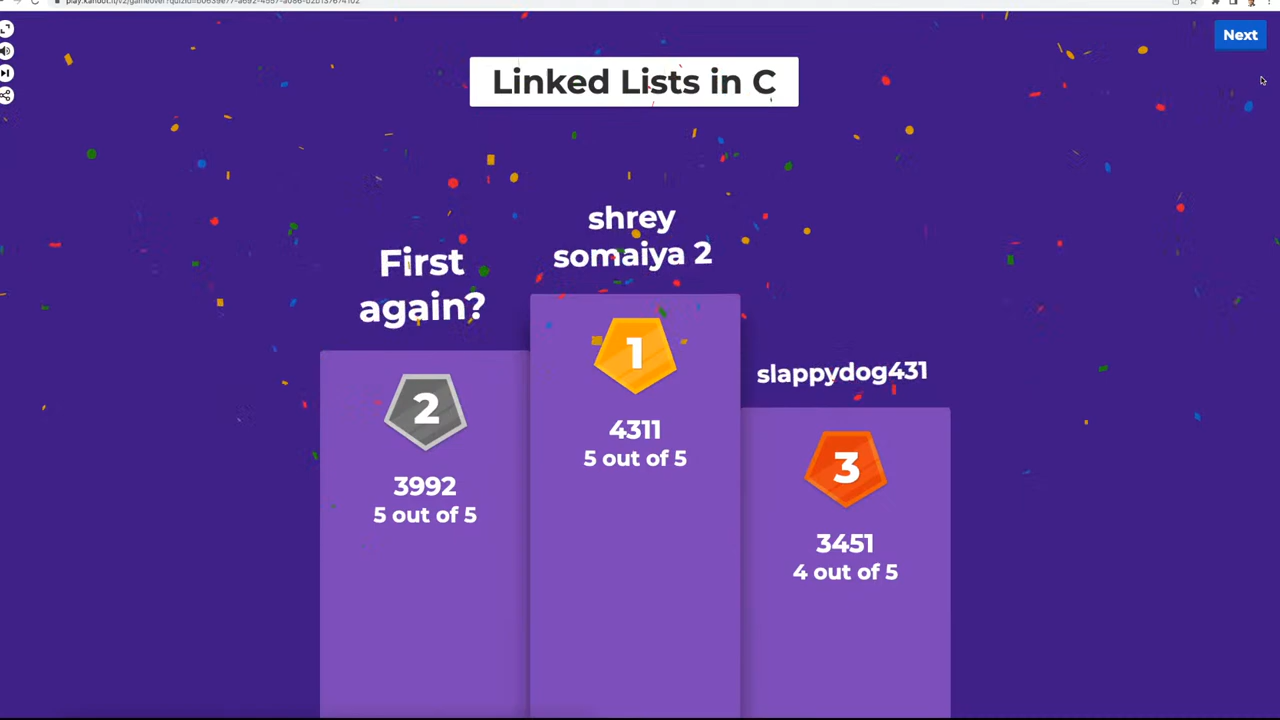 Next
Linked Lists in C
shrey
somaiya 2
First
again?
slappydog431
1
4311
5 out of 5
2
3992
5 out of 5
3
3451
4 out of 5